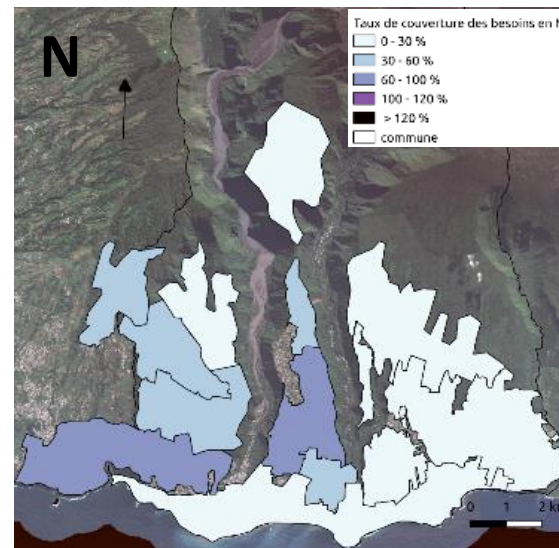 Taux de couverture des besoins en N
0 - 30 %
30 - 60 %
60 - 100 %
100 - 120 %
> 120 %
commune
N
0 1 2 k